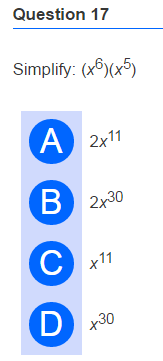 Question 17
Simplify: (x⁶)(x⁵)
A 2x¹¹
B 2x³⁰
C x¹¹
D x³⁰